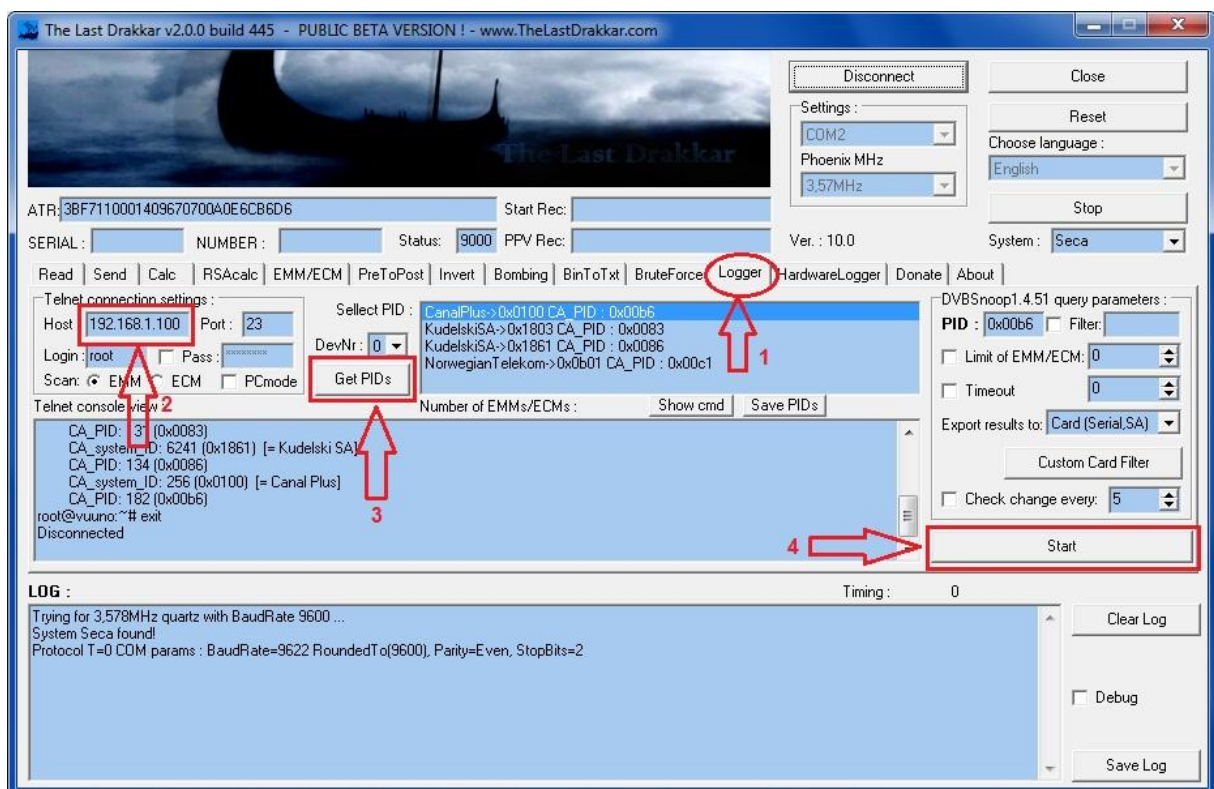 The Last Drakkar v2.0.0 build 445 - PUBLIC BETA VERSION ! - www.TheLastDrakkar.com
The Last Drakkar
Disconnect
Close
Settings :
COM2
Reset
Phoenix MHz
3,57MHz
Choose language :
English
ATR: 3BF7110001409670700A0E6CB6D6
Start Rec:
Stop
SERIAL :
NUMBER :
Status: 9000
PPV Rec:
Ver. : 10.0
System : Seca
Read Send Calc RSAcalc EMM/ECM PreToPost Invert Bombing BinToTxt BruteForce Logger HardwareLogger Donate About
Telnet connection settings :
Host 192.168.1.100 Port : 23
Login : root Pass : ********
Scan: EMM ECM PCmode
Sellect PID :
DevNr : 0
Get PIDs
CanalPlus->0x0100 CA_PID : 0x00b6
KudelskiSA->0x1803 CA_PID : 0x0083
KudelskiSA->0x1861 CA_PID : 0x0086
NorwegianTelekom->0x0b01 CA_PID : 0x00c1
1
DVBSnoop1.4.51 query parameters :
PID : 0x00b6 Filter:
Limit of EMM/ECM: 0
Timeout 0
Export results to: Card (Serial,SA)
Custom Card Filter
Check change every: 5
Start
Telnet console view :
2
Number of EMMs/ECMs :
Show cmd
Save PIDs
CA_PID: 131 (0x0083)
CA_system_ID: 6241 (0x1861) [= Kudelski SA]
CA_PID: 134 (0x0086)
CA_system_ID: 256 (0x0100) [= Canal Plus]
CA_PID: 182 (0x00b6)
root@vuuno:~# exit
Disconnected
3
4
LOG :
Timing : 0
Trying for 3,578MHz quartz with BaudRate 9600 ...
System Seca found!
Protocol T=0 COM params : BaudRate=9622 RoundedTo(9600), Parity=Even, StopBits=2
Clear Log
Debug
Save Log